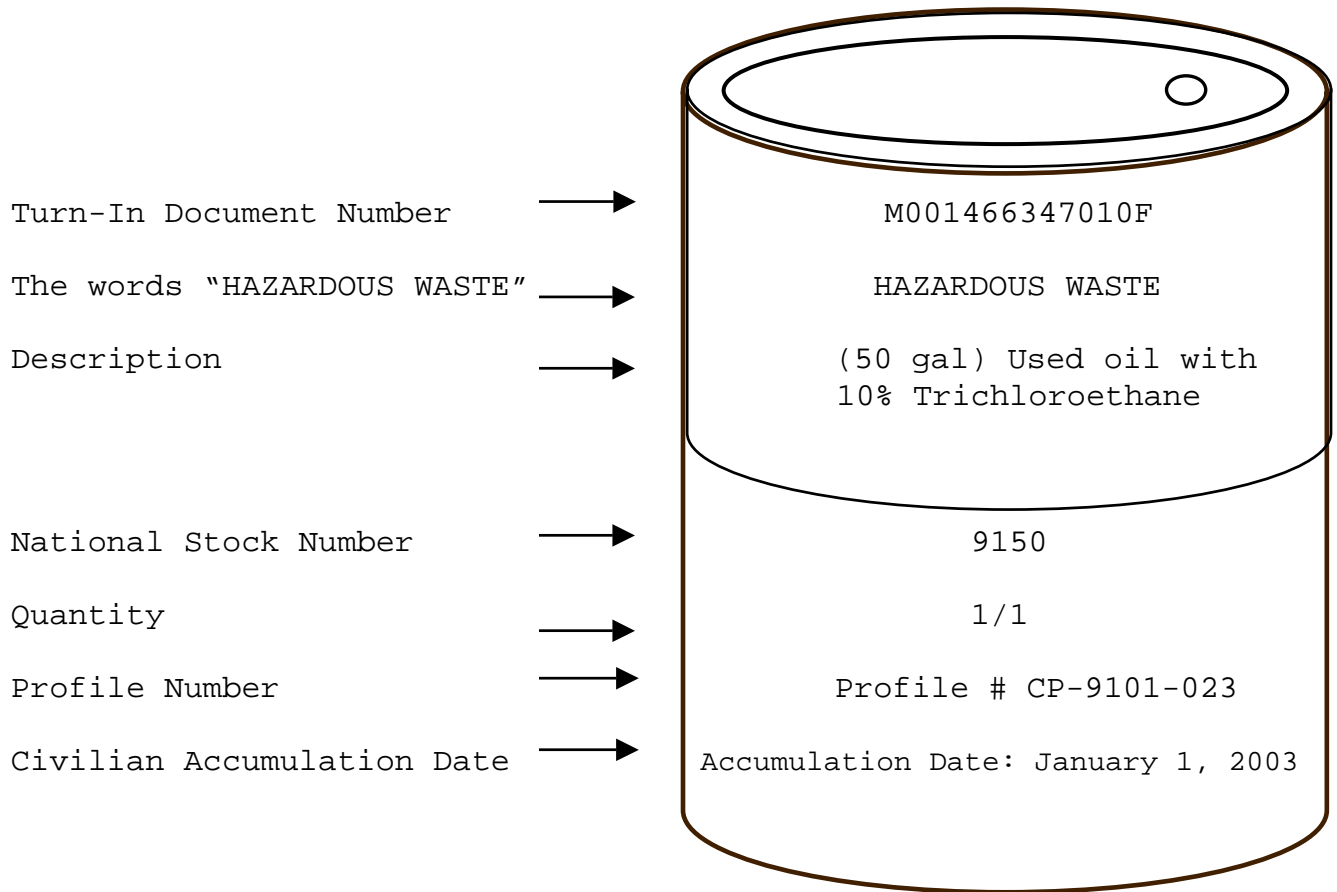 Turn-In Document Number M001466347010F
The words “HAZARDOUS WASTE” HAZARDOUS WASTE
Description (50 gal) Used oil with
10% Trichloroethane
National Stock Number 9150
Quantity 1/1
Profile Number Profile # CP-9101-023
Civilian Accumulation Date Accumulation Date: January 1, 2003